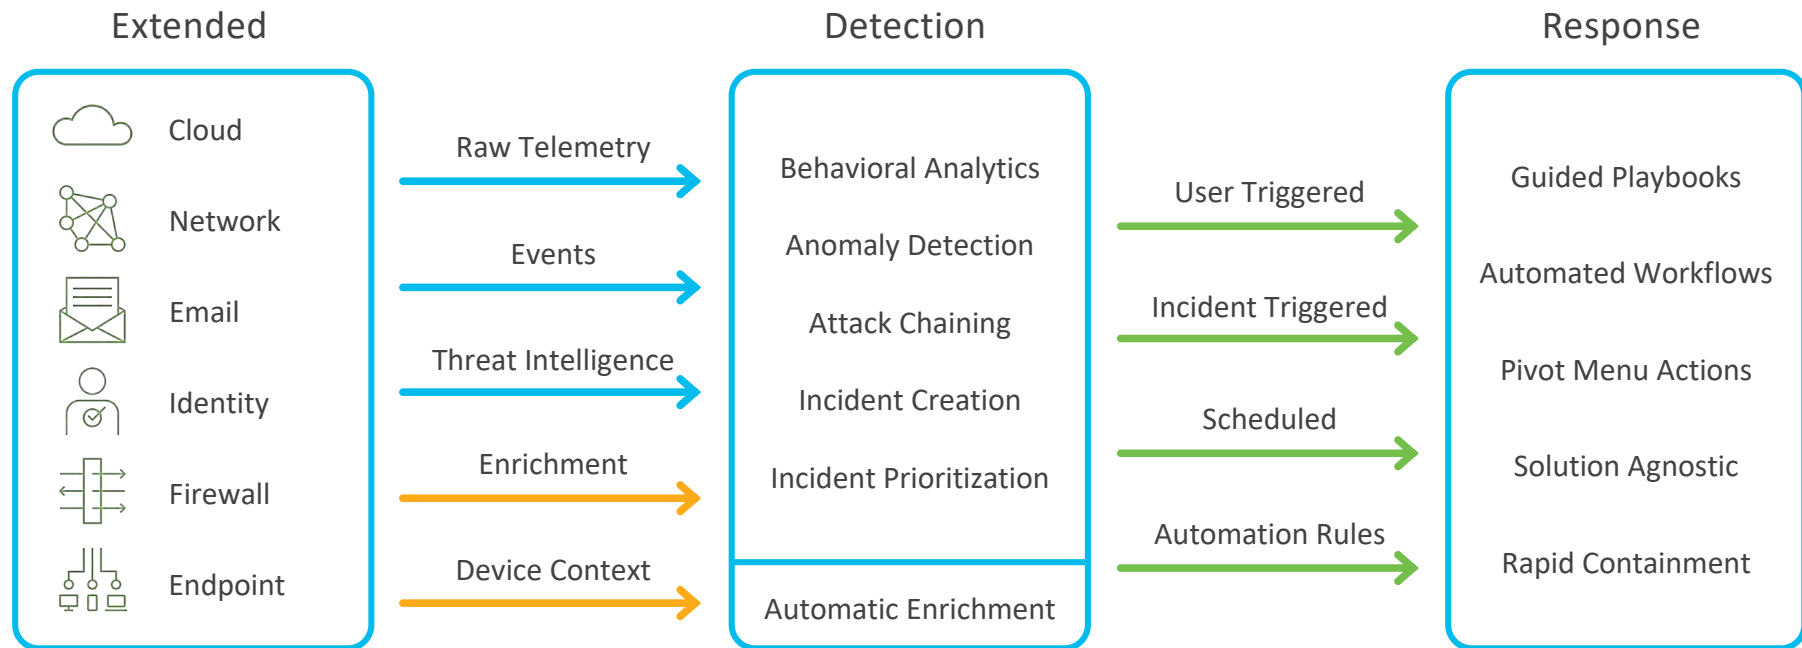 Extended
Detection
Response
Cloud
Network
Email
Identity
Firewall
Endpoint
Raw Telemetry
Events
Threat Intelligence
Enrichment
Device Context
Behavioral Analytics
Anomaly Detection
Attack Chaining
Incident Creation
Incident Prioritization
Automatic Enrichment
User Triggered
Incident Triggered
Scheduled
Automation Rules
Guided Playbooks
Automated Workflows
Pivot Menu Actions
Solution Agnostic
Rapid Containment